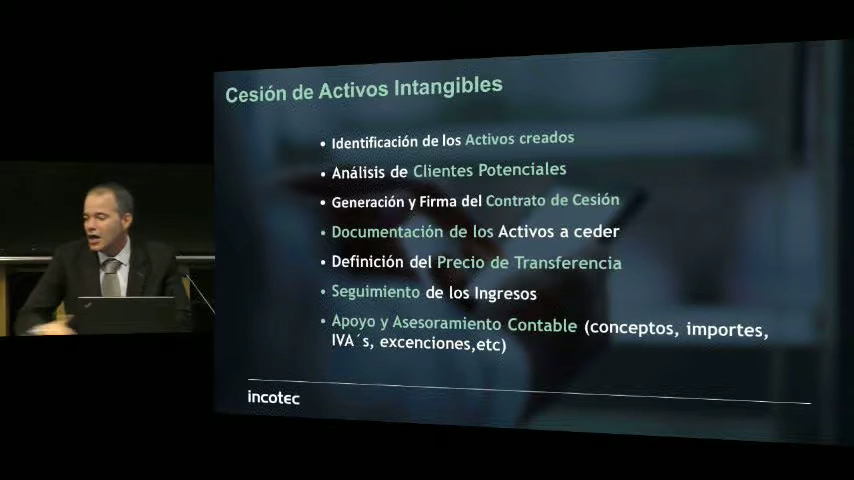 Cesión de Activos Intangibles
• Identificación de los Activos creados
• Análisis de Clientes Potenciales
• Generación y Firma del Contrato de Cesión
• Documentación de los Activos a ceder
• Definición del Precio de Transferencia
• Seguimiento de los Ingresos
• Apoyo y Asesoramiento Contable (conceptos, importes,
IVA´s, excenciones,etc)
incotec